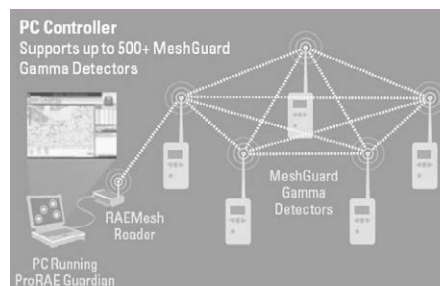 PC Controller
Supports up to 500+ MeshGuard
Gamma Detectors
MeshGuard
Gamma
Detectors
RAEMesh
Reader
PC Running
ProRAE Guardian